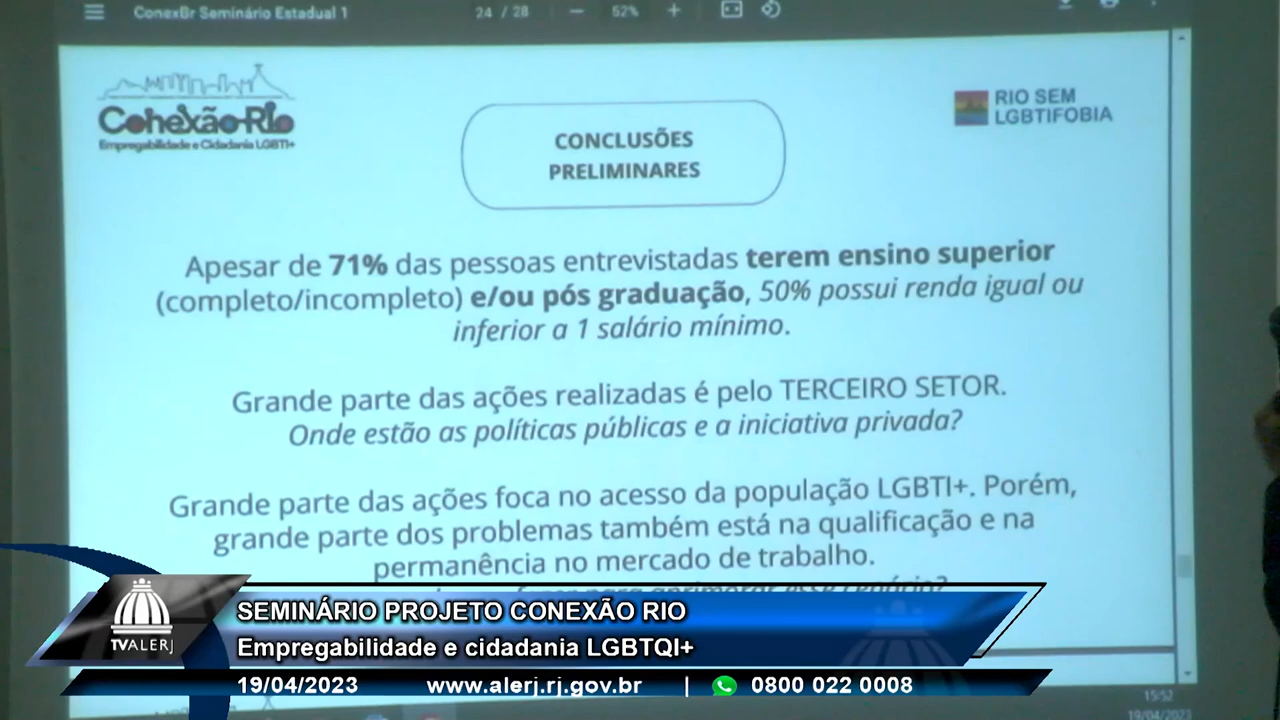 ConexBr Seminário Estadual 1
24 / 28
52%
Conexão Rio
Empregabilidade e Cidadania LGBTI+
RIO SEM
LGBTIFOBIA
CONCLUSÕES
PRELIMINARES
Apesar de 71% das pessoas entrevistadas terem ensino superior
(completo/incompleto) e/ou pós graduação, 50% possui renda igual ou
inferior a 1 salário mínimo.
Grande parte das ações realizadas é pelo TERCEIRO SETOR.
Onde estão as políticas públicas e a iniciativa privada?
Grande parte das ações foca no acesso da população LGBTI+. Porém,
grande parte dos problemas também está na qualificação e na
permanência no mercado de trabalho.
para aprimorar esse cenário?
TVALERJ
SEMINÁRIO PROJETO CONEXÃO RIO
Empregabilidade e cidadania LGBTQI+
19/04/2023 www.alerj.rj.gov.br | 0800 022 0008
15:52
19/04/2023